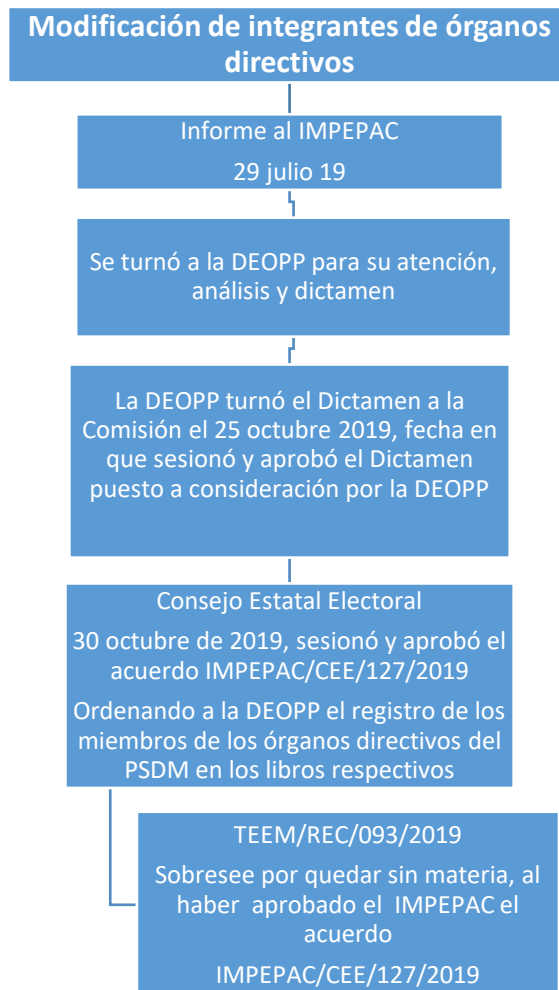 Modificación de integrantes de órganos
directivos
Informe al IMPEPAC
29 julio 19
Se turnó a la DEOPP para su atención,
análisis y dictamen
La DEOPP turnó el Dictamen a la
Comisión el 25 octubre 2019, fecha en
que sesionó y aprobó el Dictamen
puesto a consideración por la DEOPP
Consejo Estatal Electoral
30 octubre de 2019, sesionó y aprobó el
acuerdo IMPEPAC/CEE/127/2019
Ordenando a la DEOPP el registro de los
miembros de los órganos directivos del
PSDM en los libros respectivos
TEEM/REC/093/2019
Sobresee por quedar sin materia, al
haber aprobado el IMPEPAC el
acuerdo
IMPEPAC/CEE/127/2019